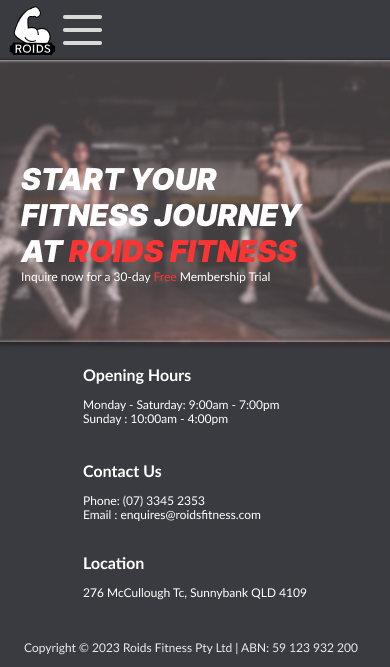 ROIDS
START YOUR
FITNESS JOURNEY
AT ROIDS FITNESS
Inquire now for a 30-day Free Membership Trial
Opening Hours
Monday - Saturday: 9:00am - 7:00pm
Sunday : 10:00am - 4:00pm
Contact Us
Phone: (07) 3345 2353
Email : enquires@roidsfitness.com
Location
276 McCullough Tc, Sunnybank QLD 4109
Copyright © 2023 Roids Fitness Pty Ltd | ABN: 59 123 932 200